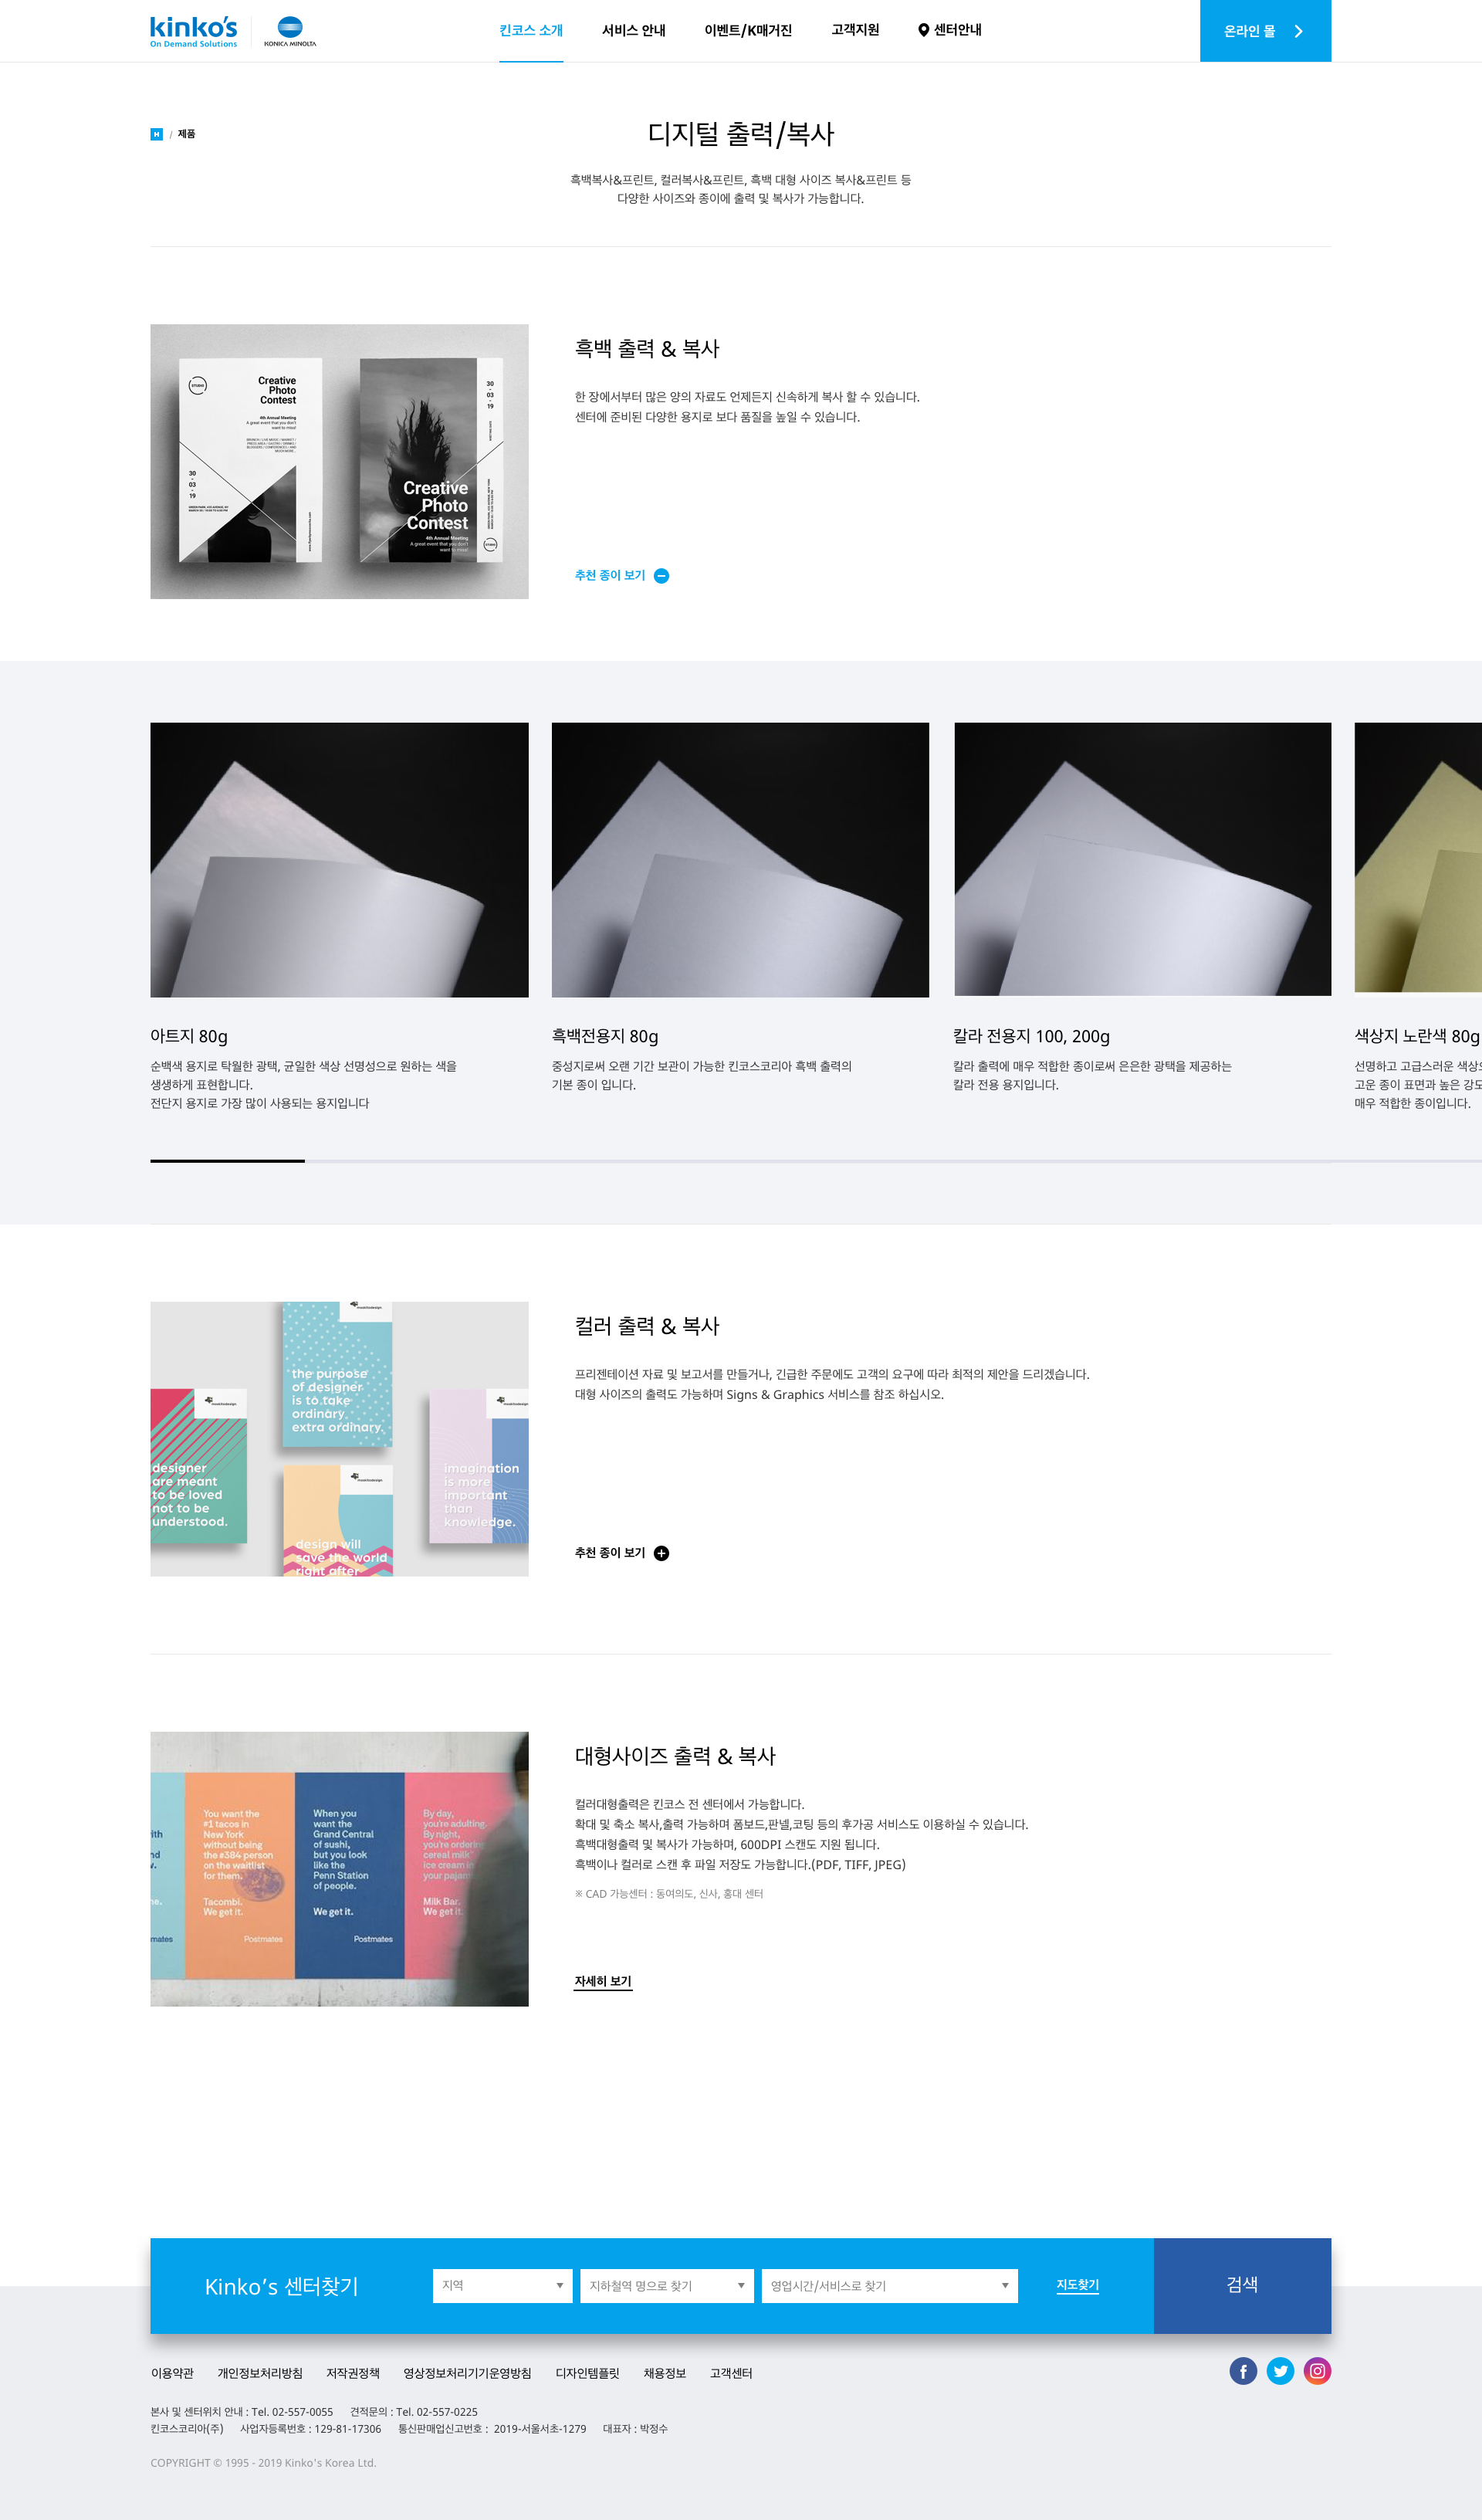 kinko's
On Demand Solutions
KONICA MINOLTA
킨코스 소개
서비스 안내
이벤트/K매거진
고객지원
센터안내
온라인 몰
H / 제품
디지털 출력/복사
흑백복사&프린트, 컬러복사&프린트, 흑백 대형 사이즈 복사&프린트 등
다양한 사이즈와 종이에 출력 및 복사가 가능합니다.
STUDIO
Creative
Photo
Contest
4th Annual Meeting
A great event that you don't
want to miss!
30
-
03
-
19
30
-
03
-
19
Creative
Photo
Contest
4th Annual Meeting
A great event that you don't
want to miss!
흑백 출력 & 복사
한 장에서부터 많은 양의 자료도 언제든지 신속하게 복사 할 수 있습니다.
센터에 준비된 다양한 용지로 보다 품질을 높일 수 있습니다.
추천 종이 보기
아트지 80g
순백색 용지로 탁월한 광택, 균일한 색상 선명성으로 원하는 색을
생생하게 표현합니다.
전단지 용지로 가장 많이 사용되는 용지입니다
흑백전용지 80g
중성지로써 오랜 기간 보관이 가능한 킨코스코리아 흑백 출력의
기본 종이 입니다.
칼라 전용지 100, 200g
칼라 출력에 매우 적합한 종이로써 은은한 광택을 제공하는
칼라 전용 용지입니다.
색상지 노란색 80g
선명하고 고급스러운 색상
고운 종이 표면과 높은 강도
매우 적합한 종이입니다.
the purpose
of designer
is to take
ordinary
extra ordinary.
designer
are meant
to be loved
not to be
understood.
imagination
is more
important
than
knowledge.
design will
save the world
right after
컬러 출력 & 복사
프리젠테이션 자료 및 보고서를 만들거나, 긴급한 주문에도 고객의 요구에 따라 최적의 제안을 드리겠습니다.
대형 사이즈의 출력도 가능하며 Signs & Graphics 서비스를 참조 하십시오.
추천 종이 보기
You want the
#1 tacos in
New York
without being
the #384 person
on the waitlist
for them.
Tacombi.
We get it.
Postmates
When you
want the
Grand Central
of sushi,
but you look
like the
Penn Station
of people.
We get it.
Postmates
By day,
you're adulting.
By night,
you're ordering
cereal milk
ice cream in
your pajamas
Milk Bar.
We get it.
대형사이즈 출력 & 복사
컬러대형출력은 킨코스 전 센터에서 가능합니다.
확대 및 축소 복사,출력 가능하며 폼보드,판넬,코팅 등의 후가공 서비스도 이용하실 수 있습니다.
흑백대형출력 및 복사가 가능하며, 600DPI 스캔도 지원 됩니다.
흑백이나 컬러로 스캔 후 파일 저장도 가능합니다.(PDF, TIFF, JPEG)
※ CAD 가능센터 : 동여의도, 신사, 홍대 센터
자세히 보기
Kinko’s 센터찾기
지역
지하철역 명으로 찾기
영업시간/서비스로 찾기
지도찾기
검색
이용약관
개인정보처리방침
저작권정책
영상정보처리기기운영방침
디자인템플릿
채용정보
고객센터
본사 및 센터위치 안내 : Tel. 02-557-0055 견적문의 : Tel. 02-557-0225
킨코스코리아(주) 사업자등록번호 : 129-81-17306 통신판매업신고번호 : 2019-서울서초-1279 대표자 : 박정수
COPYRIGHT © 1995 - 2019 Kinko's Korea Ltd.